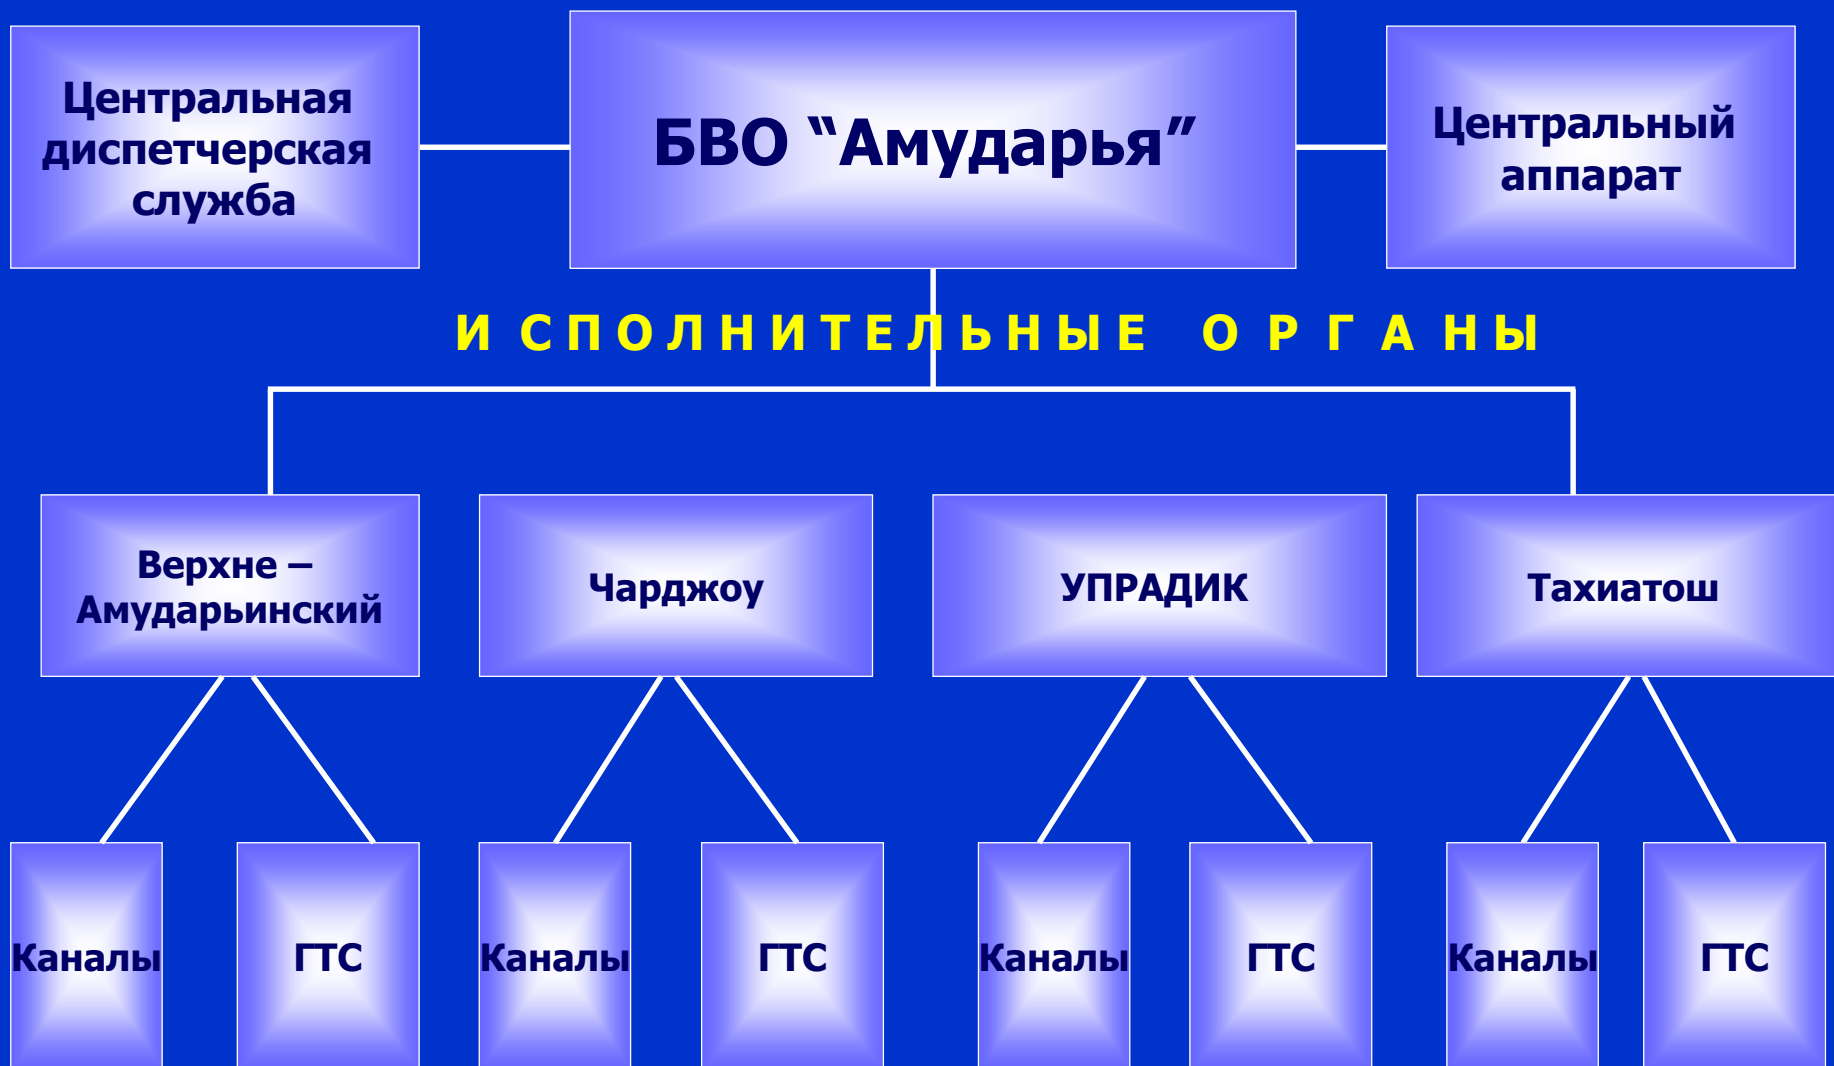 Центральная
диспетчерская
служба
БВО “Амударья”
Центральный
аппарат
ИСПОЛНИТЕЛЬНЫЕ ОРГАНЫ
Верхне –
Амударьинский
Чарджоу
УПРАДИК
Тахиатош
Каналы
ГТС
Каналы
ГТС
Каналы
ГТС
Каналы
ГТС